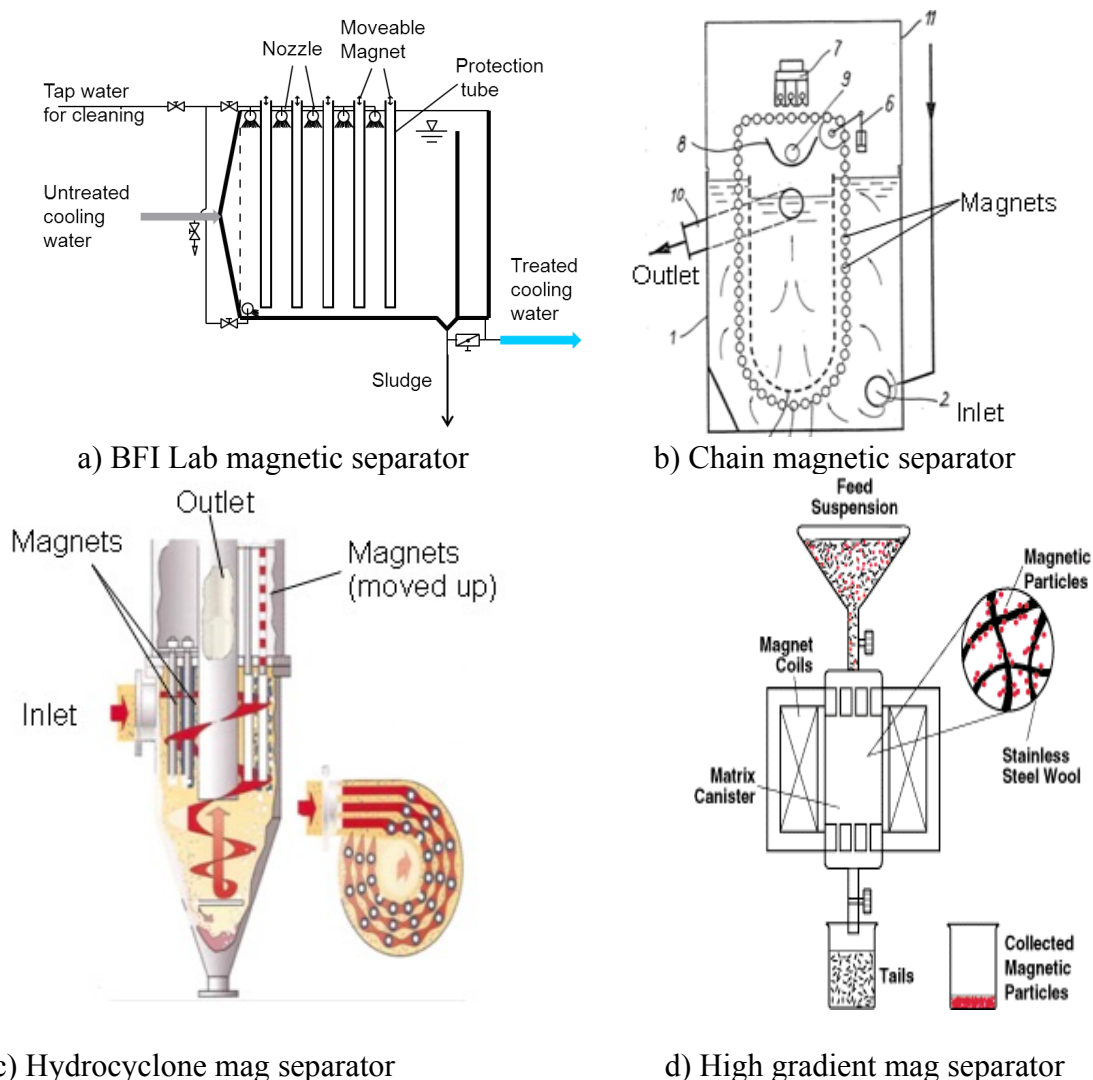 Nozzle
Moveable
Magnet
Protection
tube
Tap water
for cleaning
Untreated
cooling
water
Treated
cooling
water
Sludge
a) BFI Lab magnetic separator
11
7
9
6
8
10
Magnets
Outlet
1
2
Inlet
b) Chain magnetic separator
Outlet
Magnets
Magnets
(moved up)
Inlet
c) Hydrocyclone mag separator
Feed
Suspension
Magnetic
Particles
Magnet
Coils
Stainless
Steel Wool
Matrix
Canister
Tails
Collected
Magnetic
Particles
d) High gradient mag separator